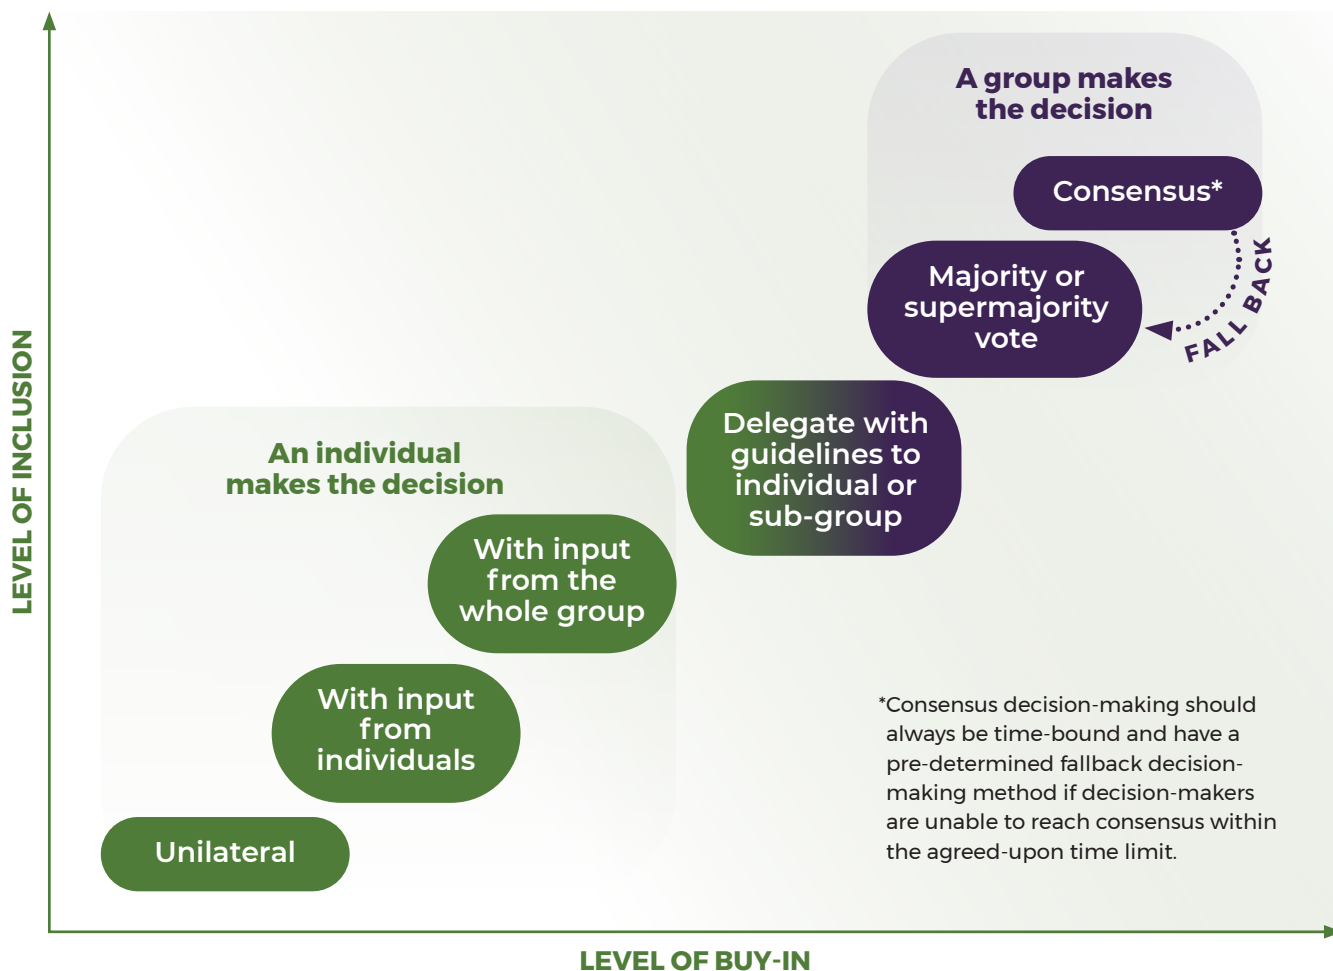 A group makes
the decision
Consensus*
Majority or
supermajority
vote
FALL BACK
Delegate with
guidelines to
individual or
sub-group
An individual
makes the decision
With input
from the
whole group
With input
from
individuals
Unilateral
*Consensus decision-making should
always be time-bound and have a
pre-determined fallback decision-
making method if decision-makers
are unable to reach consensus within
the agreed-upon time limit.
LEVEL OF INCLUSION
LEVEL OF BUY-IN